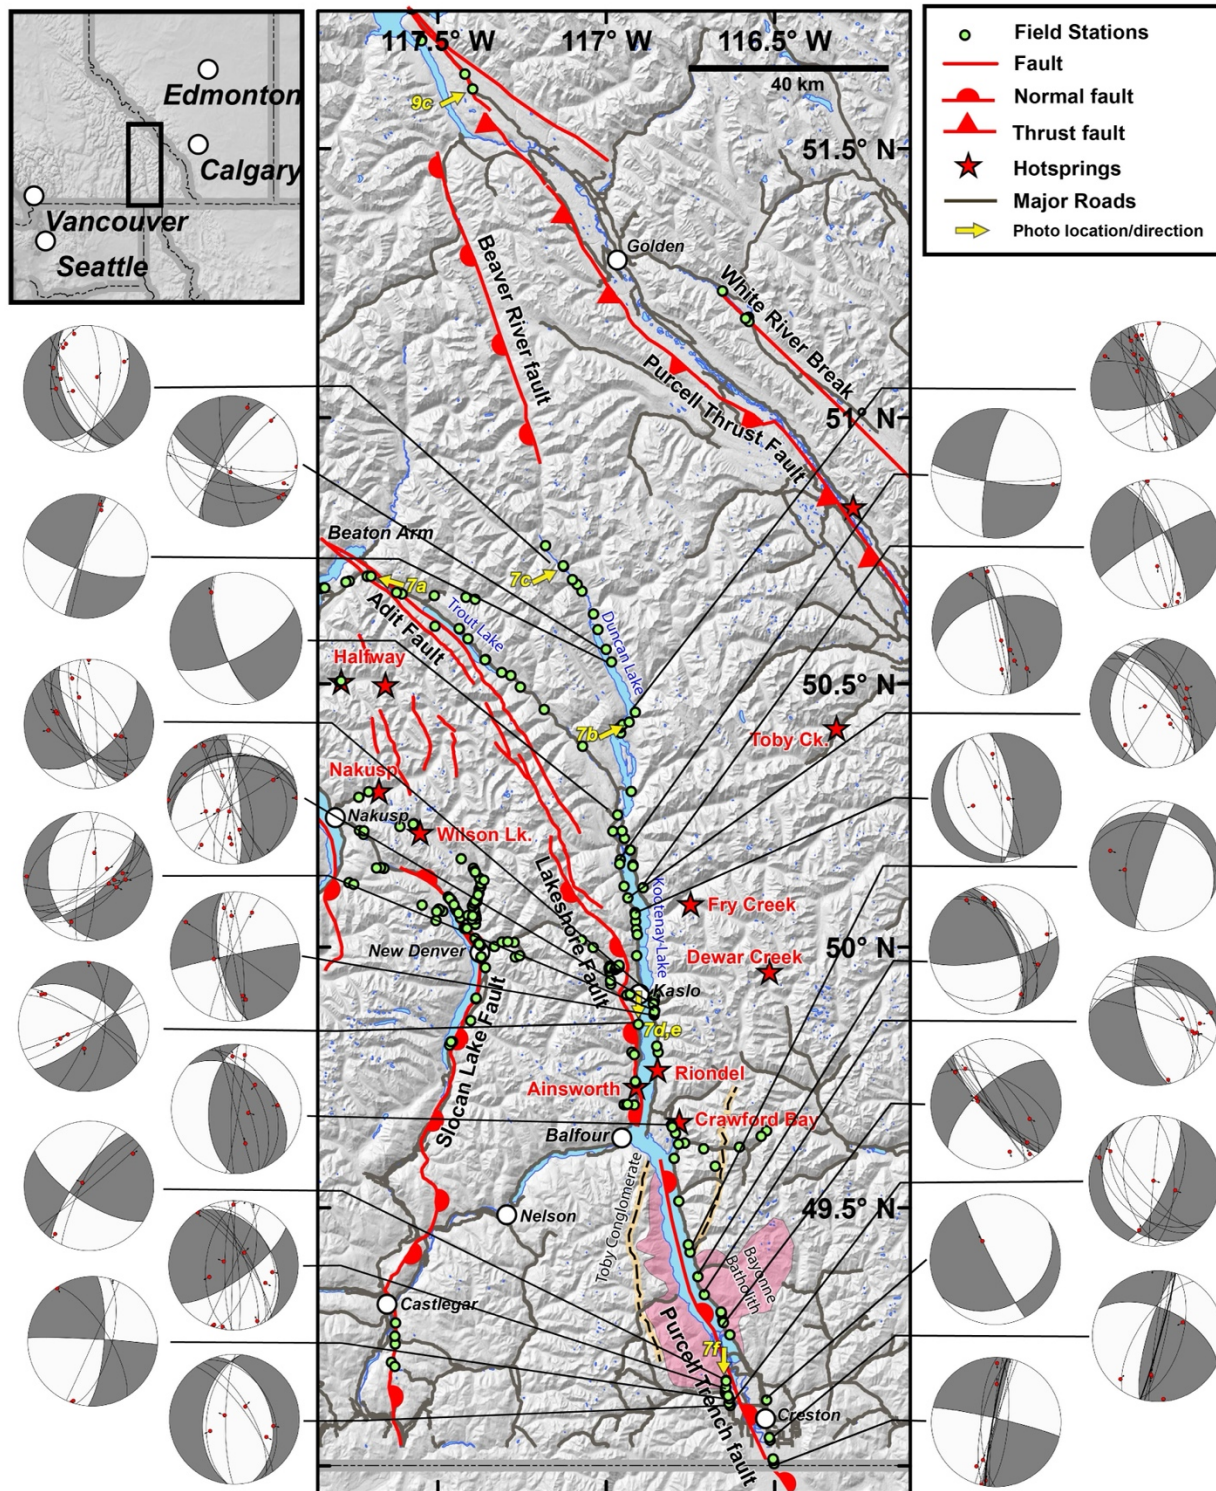 Edmonton
Calgary
Vancouver
Seattle
117.5° W
117° W
116.5° W
40 km
Field Stations
Fault
Normal fault
Thrust fault
Hotsprings
Major Roads
Photo location/direction
9c
51.5° N
Golden
Beaver River fault
White River Break
Purcell Thrust Fault
51° N
Beaton Arm
7a
7c
Adit Fault
Trout Lake
Duncan Lake
Halfway
50.5° N
7b
Toby Ck.
Nakusp
Nakusp
Wilson Lk.
Lakeshore Fault
Kootenay Lake
Fry Creek
50° N
New Denver
Dewar Creek
Kaslo
7d,e
Slocan Lake Fault
Ainsworth
Riondel
Crawford Bay
Balfour
Toby Conglomerate
49.5° N
Nelson
Bayonne
Batholith
Castlegar
Purcell Trench fault
7f
Creston